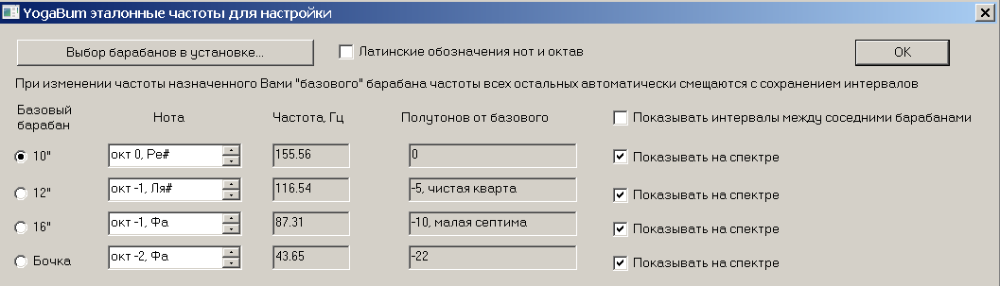 YogaBum эталонные частоты для настройки
Выбор барабанов в установке... Латинские обозначения нот и октав OK
При изменении частоты назначенного Вами "базового" барабана частоты всех остальных автоматически смещаются с сохранением интервалов
Базовый барабан Нота Частота, Гц Полутонов от базового Показывать интервалы между соседними барабанами
10" окт 0, Ре# 155.56 0 Показывать на спектре
12" окт -1, Ля# 116.54 -5, чистая кварта Показывать на спектре
16" окт -1, Фа 87.31 -10, малая септима Показывать на спектре
Бочка окт -2, Фа 43.65 -22 Показывать на спектре